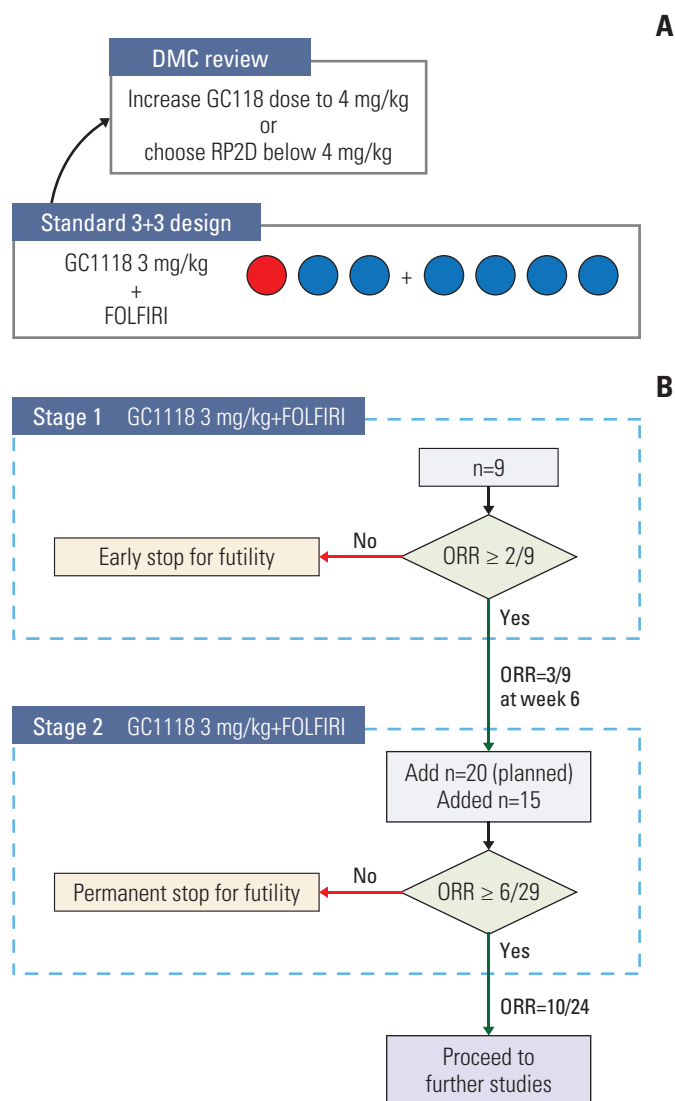 A
DMC review
Increase GC118 dose to 4 mg/kg
or
choose RP2D below 4 mg/kg
Standard 3+3 design
GC1118 3 mg/kg
+
FOLFIRI
+
B
Stage 1 GC1118 3 mg/kg+FOLFIRI
n=9
ORR ≥ 2/9
No
Early stop for futility
Yes
ORR=3/9
at week 6
Stage 2 GC1118 3 mg/kg+FOLFIRI
Add n=20 (planned)
Added n=15
ORR ≥ 6/29
No
Permanent stop for futility
Yes
ORR=10/24
Proceed to
further studies